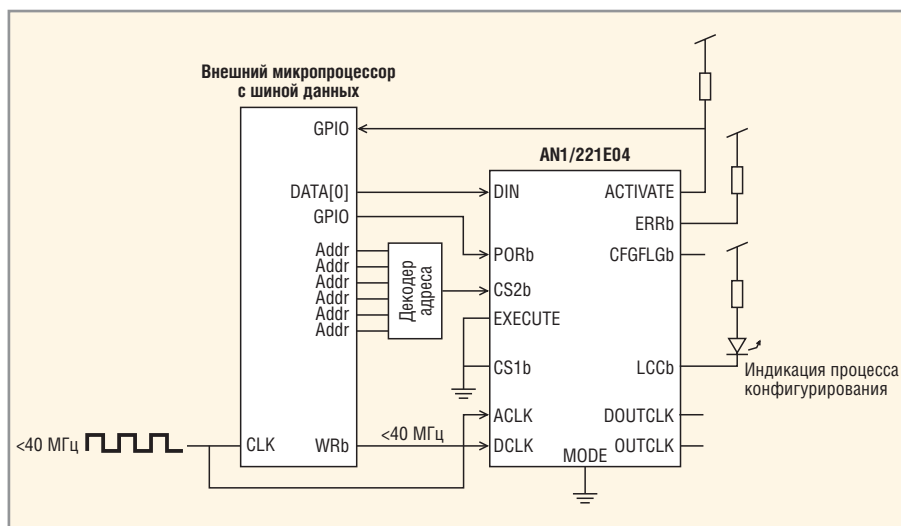 Внешний микропроцессор
с шиной данных
GPIO
DATA[0]
GPIO
Addr
Addr
Addr
Addr
Addr
Addr
CLK
WRb
<40 МГц
Декодер
адреса
<40 МГц
AN1/221E04
DIN
PORb
CS2b
EXECUTE
CS1b
ACLK
DCLK
MODE
ACTIVATE
ERRb
CFGFLGb
LCCb
DOUTCLK
OUTCLK
Индикация процесса
конфигурирования